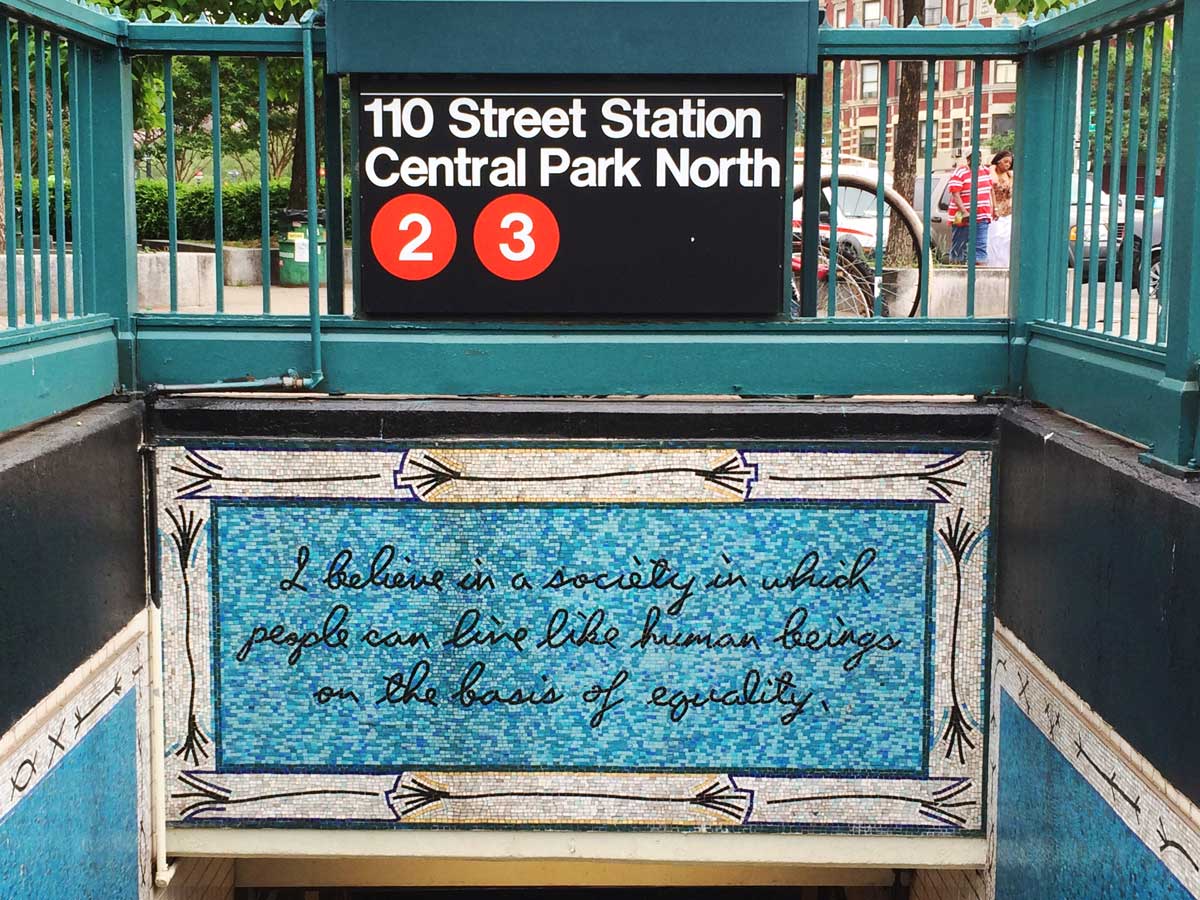 110 Street Station
Central Park North
2 3
I believe in a society in which
people can live like human beings
on the basis of equality.